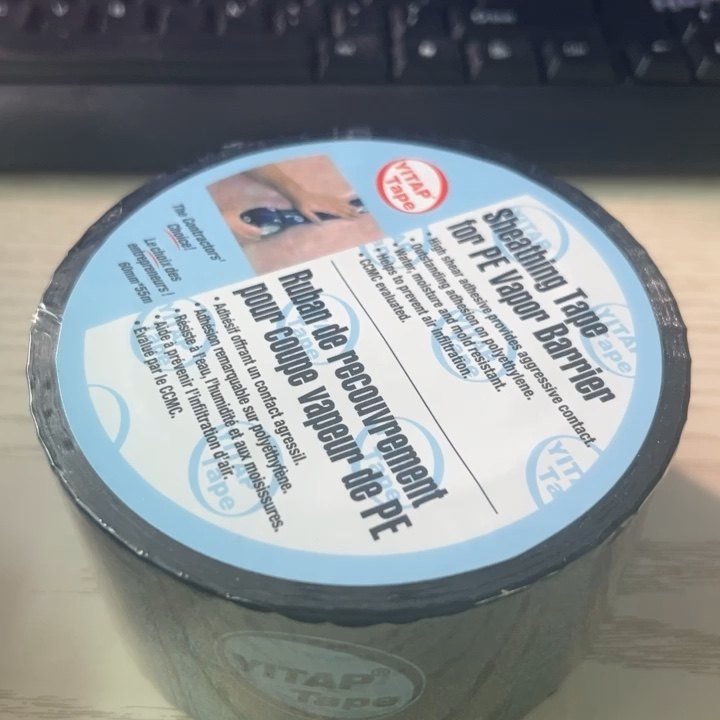 YITAP
Tape
The Contractors'
Choice!
Le choix des
entrepreneurs!
60mm*55m
Sheathing Tape
for PE Vapor Barrier
• High shear adhesive provides aggressive contact.
• Outstanding adhesion on polyethylene.
• Water, moisture and mold resistant.
• Helps to prevent air infiltration.
• CCMC evaluated.
Ruban de recouvrement
pour coupe vapeur de PE
• Adhésif offrant un contact agressif.
• Adhésion remarquable sur polyéthylène.
• Résiste à l'eau, l'humidité et aux moisissures.
• Aide à prévenir l'infiltration d'air.
• Évalué par le CCMC.
YITAP®
Tape